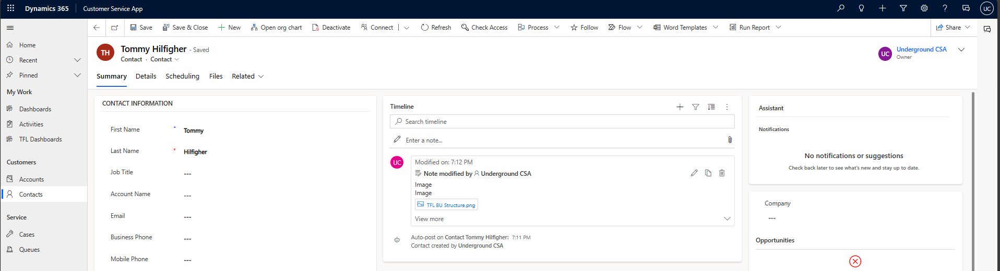 Dynamics 365 Customer Service App UC
Save Save & Close New Open org chart Deactivate Connect Refresh Check Access Process Follow Flow Word Templates Run Report Share
Home
Recent
Pinned
My Work
Dashboards
Activities
TFL Dashboards
Customers
Accounts
Contacts
Service
Cases
Queues
TH
Tommy Hilfigher - Saved
Contact · Contact
UC
Underground CSA
Owner
Summary Details Scheduling Files Related
CONTACT INFORMATION
First Name * Tommy
Last Name * Hilfigher
Job Title ---
Account Name ---
Email ---
Business Phone ---
Mobile Phone ---
Timeline
Search timeline
Enter a note...
UC
Modified on: 7:12 PM
Note modified by Underground CSA
Image
Image
TFL BU Structure.png
View more
Auto-post on Contact Tommy Hilfigher: 7:11 PM
Contact created by Underground CSA
Assistant
Notifications
No notifications or suggestions
Check back later to see what's new and stay up to date.
Company
---
Opportunities